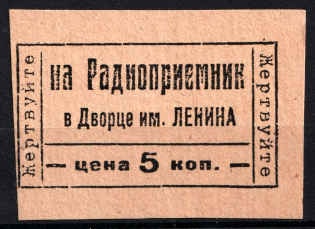 Жертвуйте
на Радиоприемник
в Дворце им. ЛЕНИНА
— цена 5 коп. —
Жертвуйте